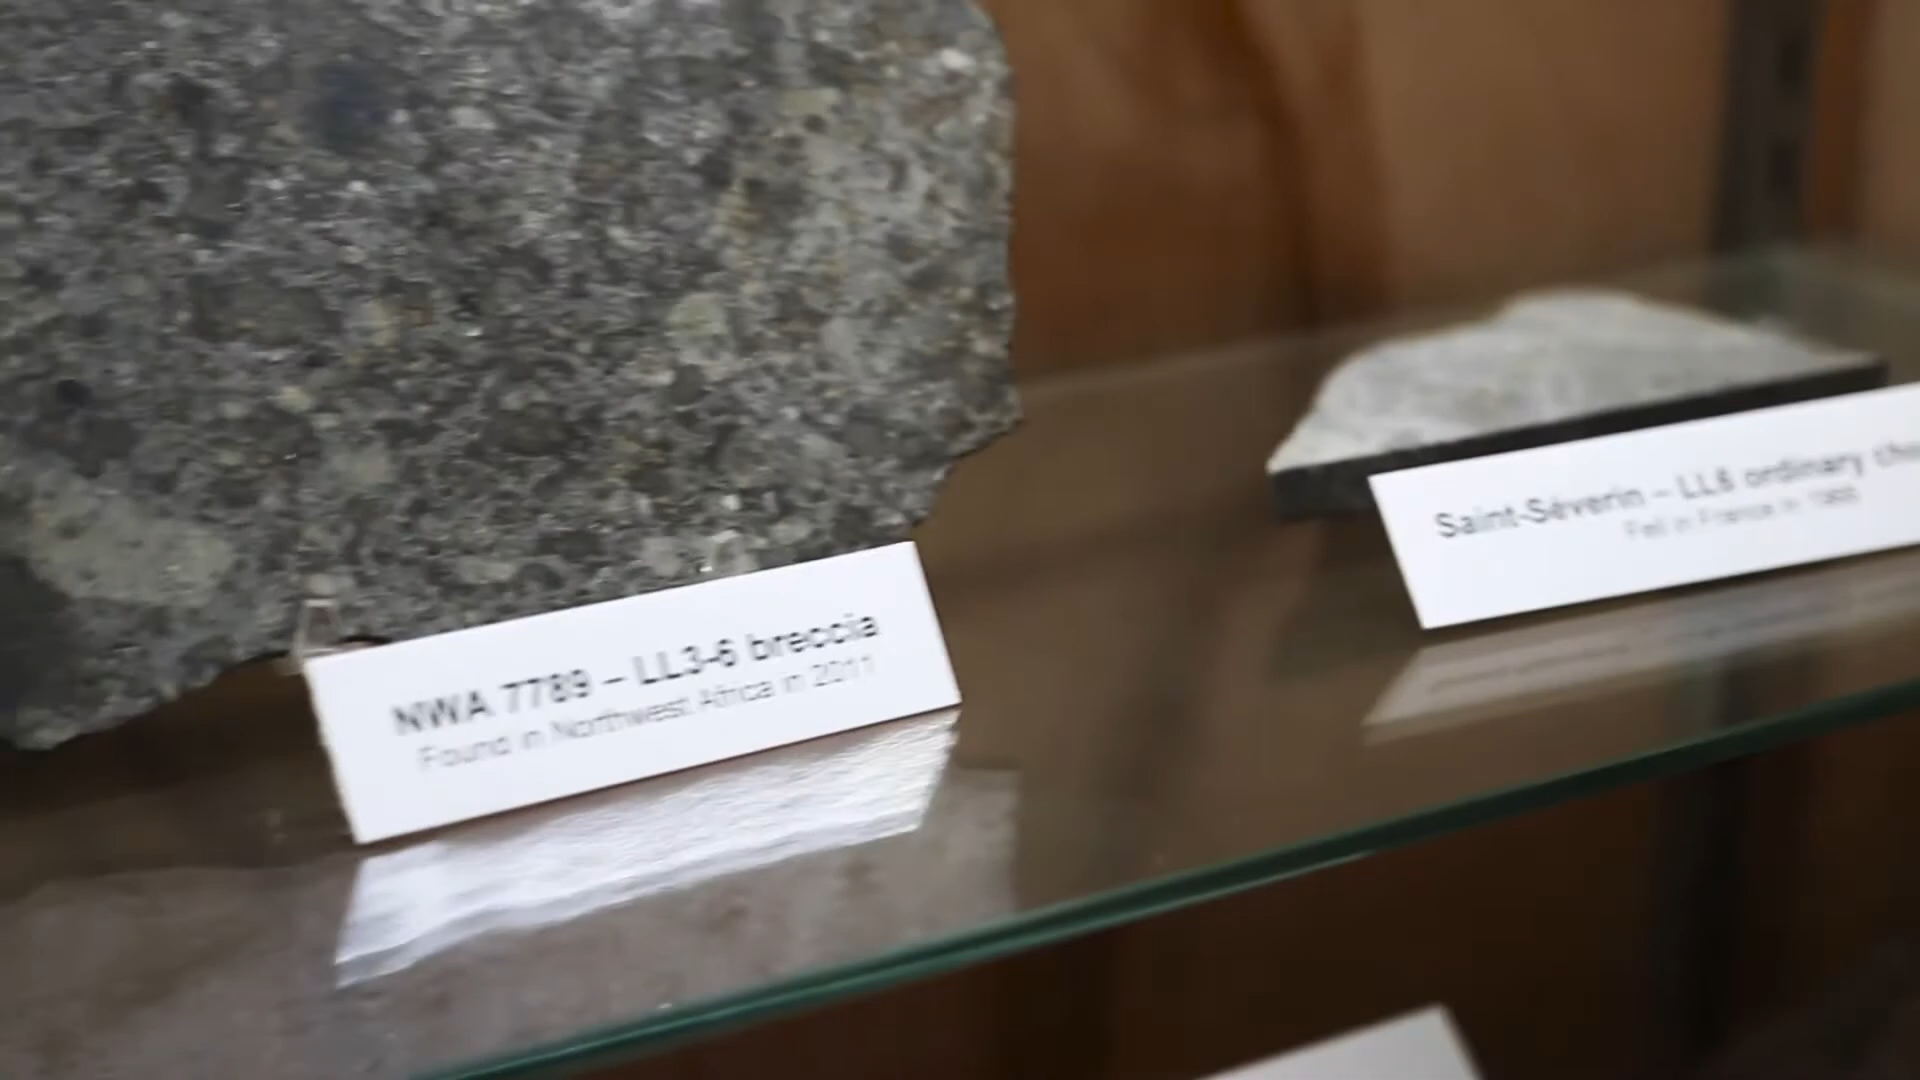 NWA 7789 – LL3-6 breccia
Found in Northwest Africa in 2011
Saint-Séverin – LL6 ordinary cho
Fell in France in